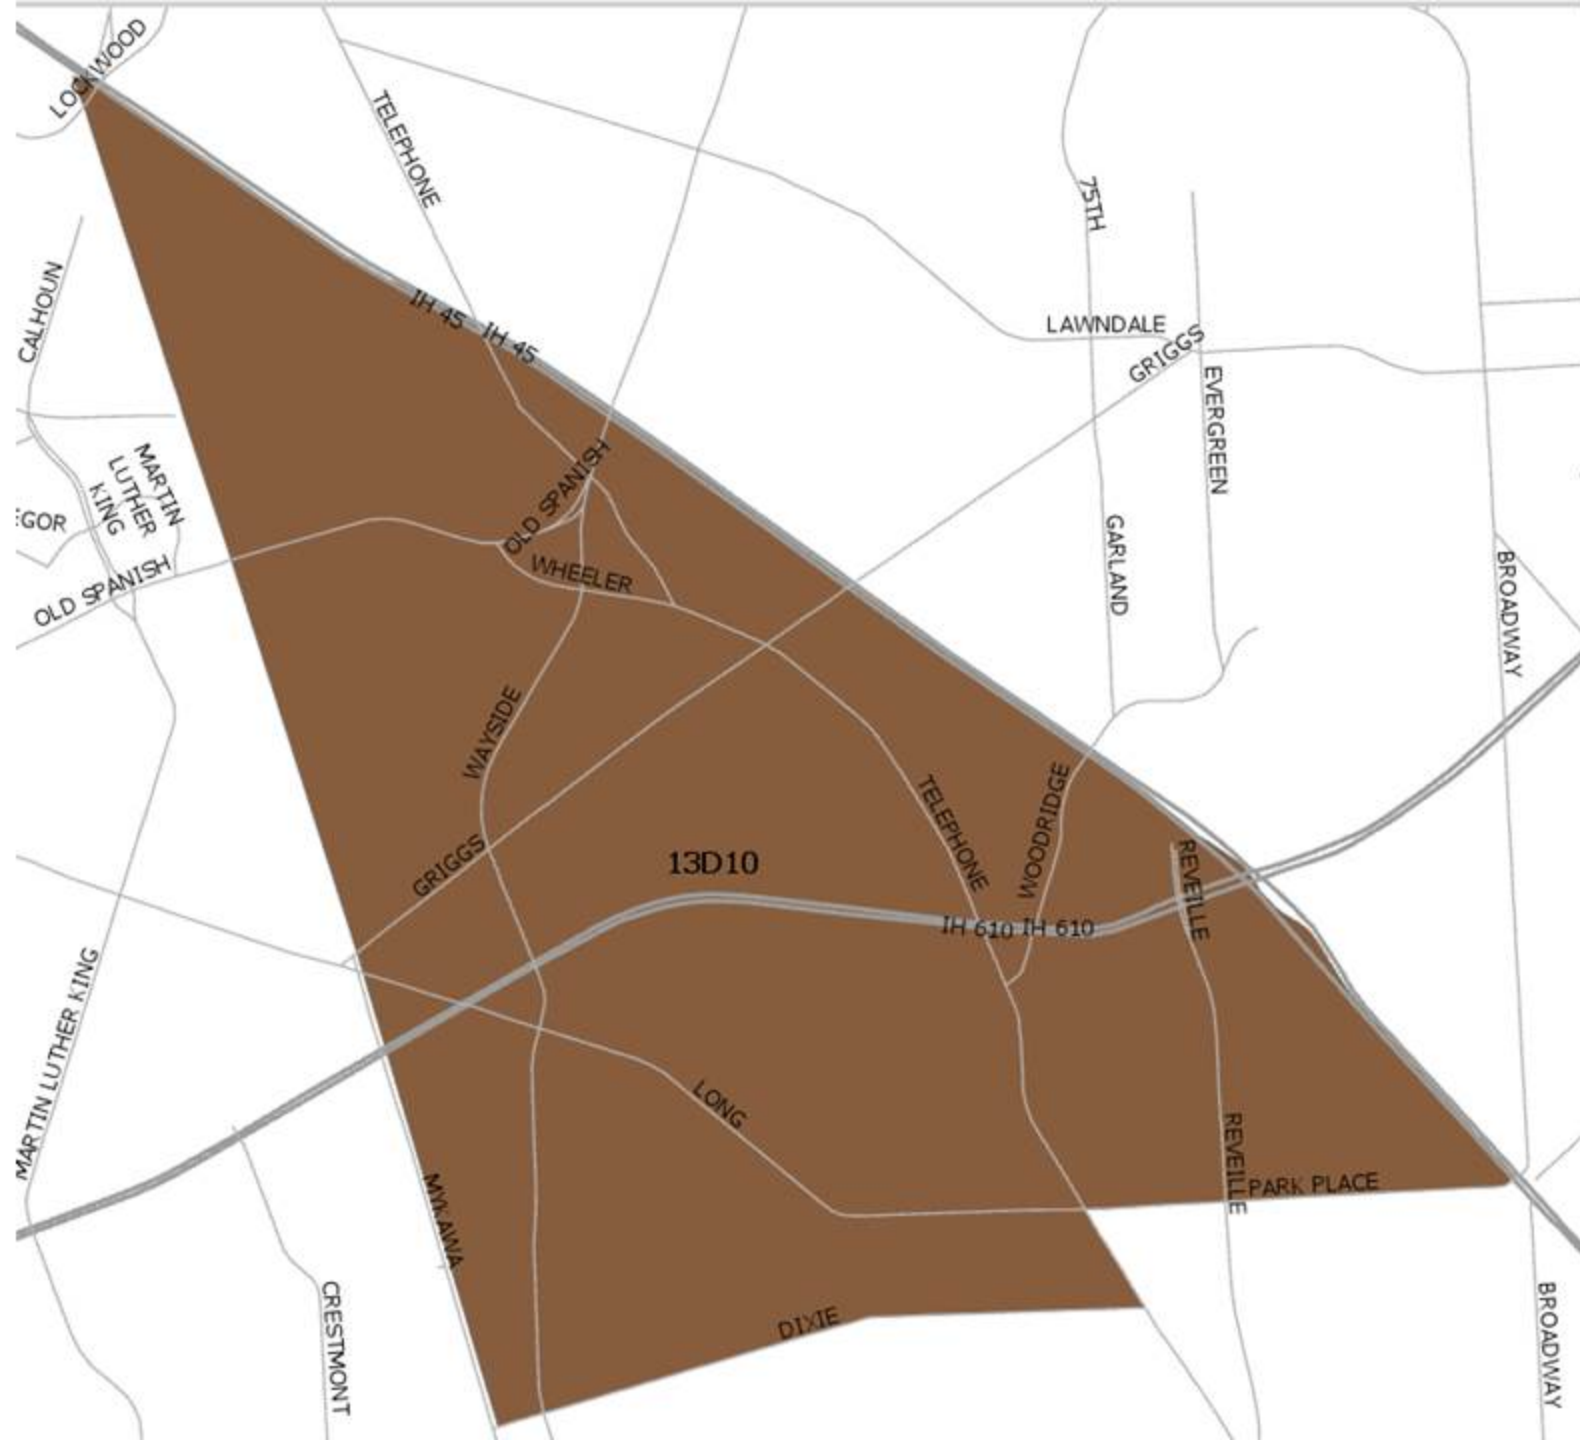 LOCKWOOD
TELEPHONE
75TH
CALHOUN
IH 45
IH 45
LAWNDALE
GRIGGS
EVERGREEN
MARTIN
LUTHER
KING
OLD SPANISH
EGOR
GARLAND
OLD SPANISH
WHEELER
BROADWAY
WAYSIDE
TELEPHONE
WOODRIDGE
GRIGGS
13D10
REVEILLE
IH 610
IH 610
MARTIN LUTHER KING
LONG
REVEILLE
PARK PLACE
MYKAWA
CRESTMONT
DIXIE
BROADWAY